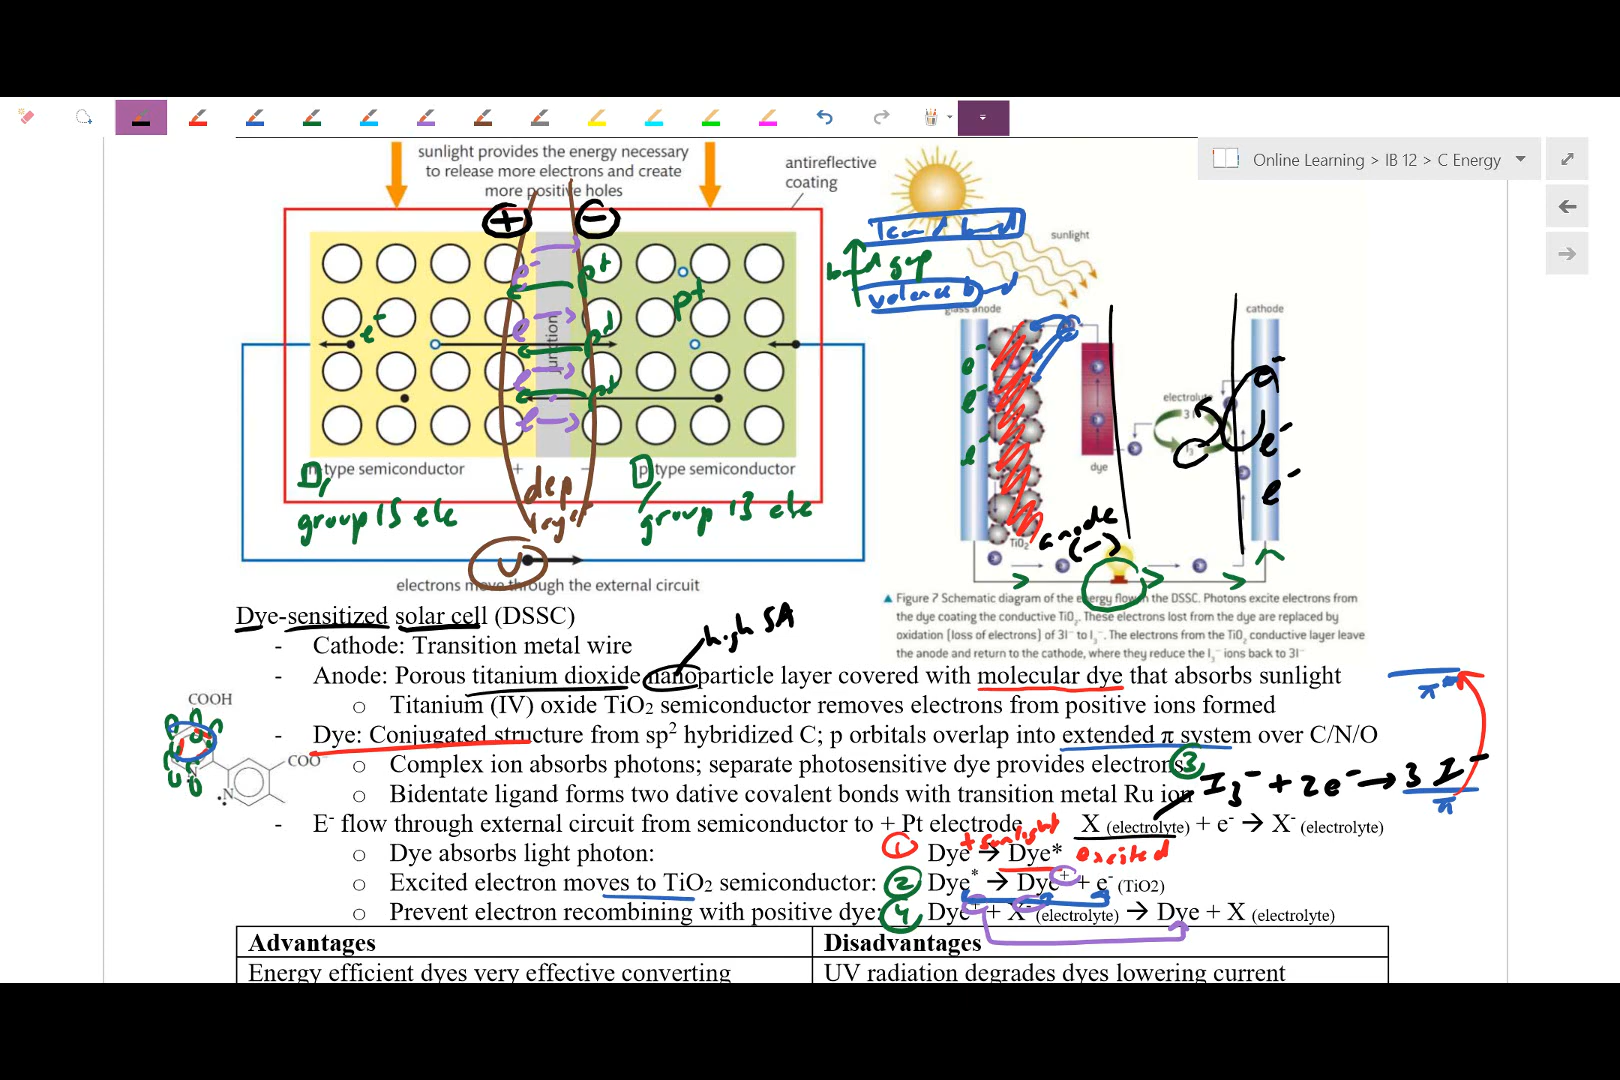 Online Learning > IB 12 > C Energy
sunlight provides the energy necessary
to release more electrons and create
more positive holes
antireflective
coating
+
-
e-
p+
e-
p+
junction
type semiconductor
+
-
p type semiconductor
group 15 ele
group 13 ele
dep
layer
V
electrons move through the external circuit
sunlight
gap
valence b
glass anode
cathode
e-
e-
e-
electrolyte
3I
I3
dye
TiO2
anode
(-)
Figure 7 Schematic diagram of the energy flow in the DSSC. Photons excite electrons from
the dye coating the conductive TiO2. These electrons lost from the dye are replaced by
oxidation (loss of electrons) of 3I⁻ to I3⁻. The electrons from the TiO2 conductive layer leave
the anode and return to the cathode, where they reduce the I3⁻ ions back to 3I⁻
Dye-sensitized solar cell (DSSC)
- Cathode: Transition metal wire
high SA
- Anode: Porous titanium dioxide nanoparticle layer covered with molecular dye that absorbs sunlight
o Titanium (IV) oxide TiO2 semiconductor removes electrons from positive ions formed
π*
COOH
- Dye: Conjugated structure from sp² hybridized C; p orbitals overlap into extended π system over C/N/O
o Complex ion absorbs photons; separate photosensitive dye provides electrons
COO
N
3
I3⁻ + 2e⁻ → 3 I⁻
π
o Bidentate ligand forms two dative covalent bonds with transition metal Ru ion
- E⁻ flow through external circuit from semiconductor to + Pt electrode X (electrolyte) + e⁻ → X⁻ (electrolyte)
+ sunlight
o Dye absorbs light photon: 1 Dye → Dye* excited
o Excited electron moves to TiO2 semiconductor: 2 Dye* → Dye+ + e⁻ (TiO2)
o Prevent electron recombining with positive dye: 4 Dye+ + X⁻ (electrolyte) → Dye + X (electrolyte)
Advantages Disadvantages
Energy efficient dyes very effective converting UV radiation degrades dyes lowering current